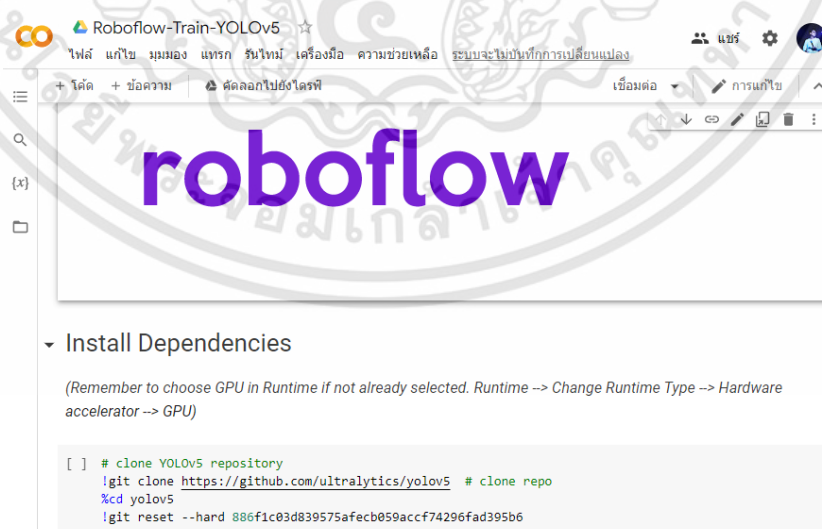 Roboflow-Train-YOLOv5
แชร์
ไฟล์ แก้ไข มุมมอง แทรก รันไทม์ เครื่องมือ ความช่วยเหลือ ระบบจะไม่บันทึกการเปลี่ยนแปลง
+ โค้ด + ข้อความ คัดลอกไปยังไดรฟ์ เชื่อมต่อ การแก้ไข
{x}
roboflow
Install Dependencies
(Remember to choose GPU in Runtime if not already selected. Runtime --> Change Runtime Type --> Hardware
accelerator --> GPU)
[ ] # clone YOLOv5 repository
!git clone https://github.com/ultralytics/yolov5 # clone repo
%cd yolov5
!git reset --hard 886f1c03d839575afecb059accf74296fad395b6